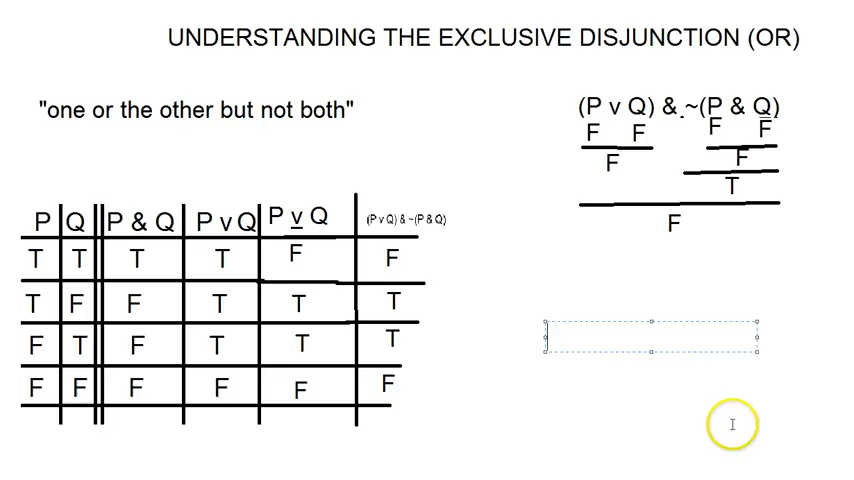 UNDERSTANDING THE EXCLUSIVE DISJUNCTION (OR)
"one or the other but not both"
(P v Q) & ~(P & Q)
F F F F
F F
T
F
P Q P & Q P v Q P v Q (P v Q) & ~(P & Q)
T T T T F F
T F F T T T
F T F T T T
F F F F F F